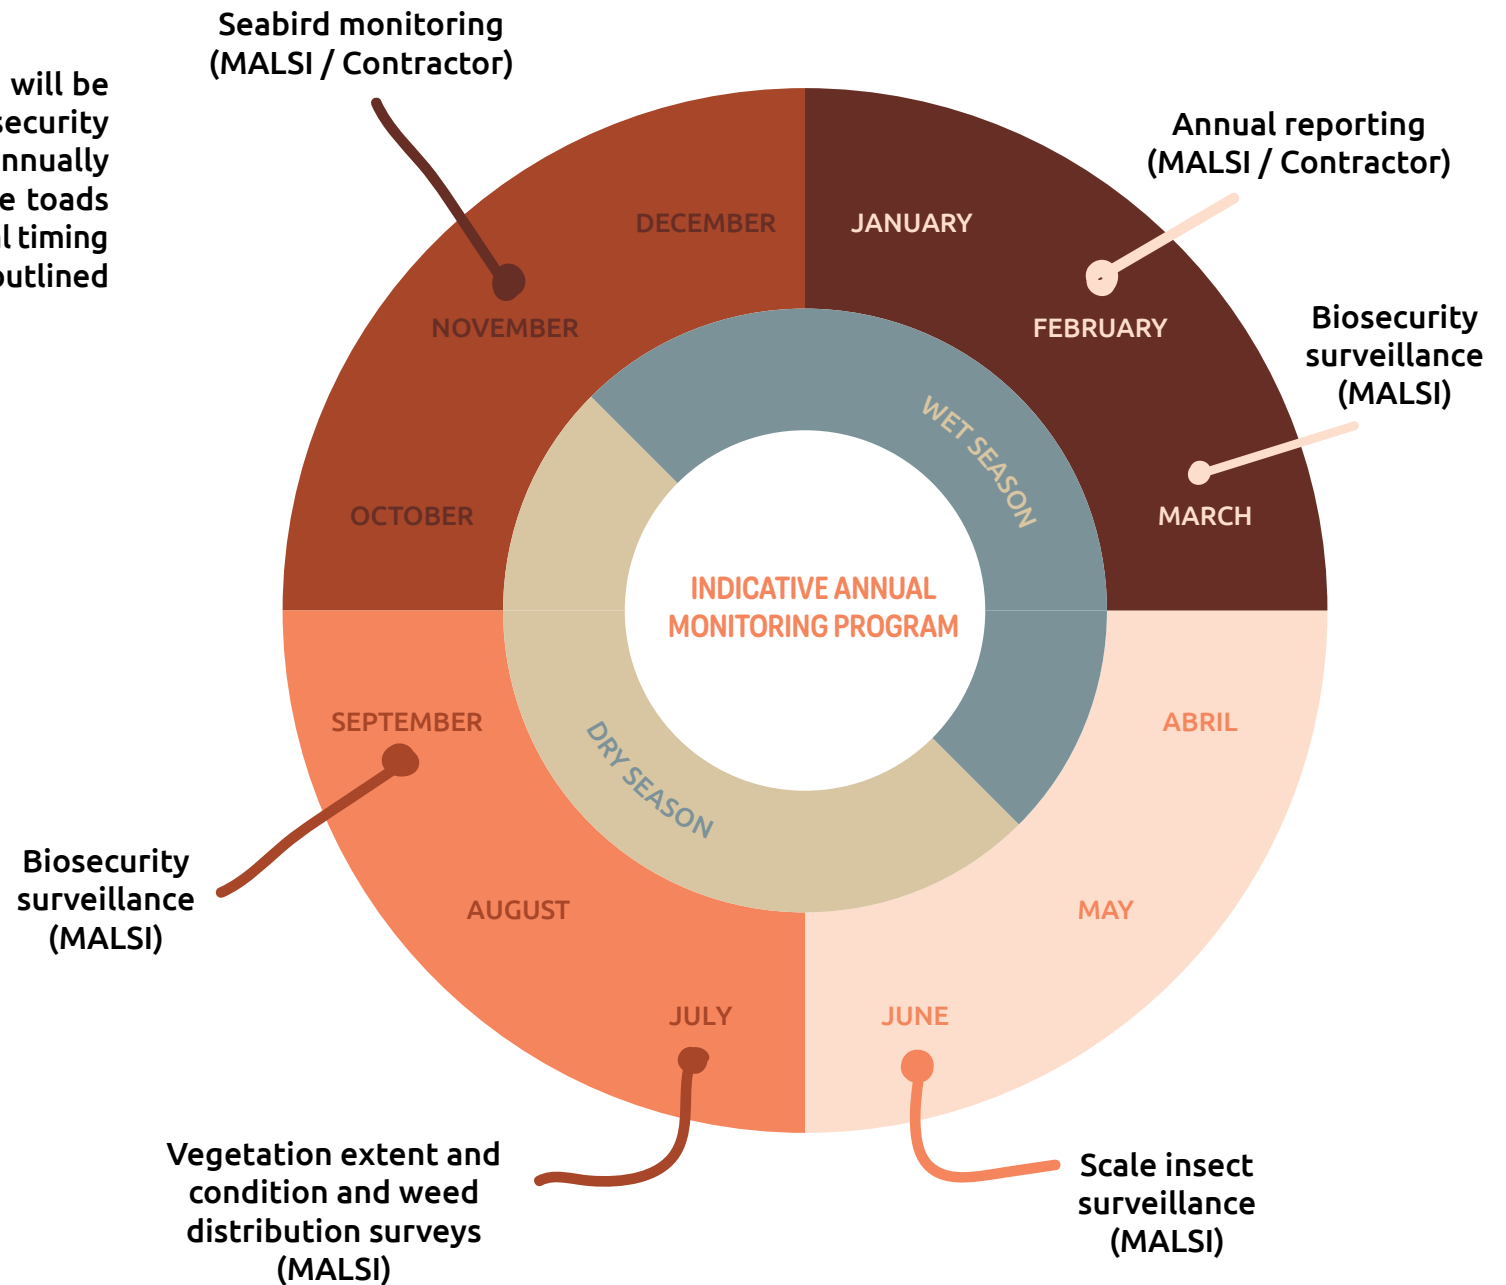 Seabird monitoring
(MALSI / Contractor)
will be
security
nnually
e toads
l timing
outlined
Annual reporting
(MALSI / Contractor)
Biosecurity
surveillance
(MALSI)
DECEMBER
JANUARY
NOVEMBER
FEBRUARY
OCTOBER
MARCH
WET SEASON
INDICATIVE ANNUAL
MONITORING PROGRAM
DRY SEASON
SEPTEMBER
ABRIL
AUGUST
MAY
JULY
JUNE
Biosecurity
surveillance
(MALSI)
Vegetation extent and
condition and weed
distribution surveys
(MALSI)
Scale insect
surveillance
(MALSI)